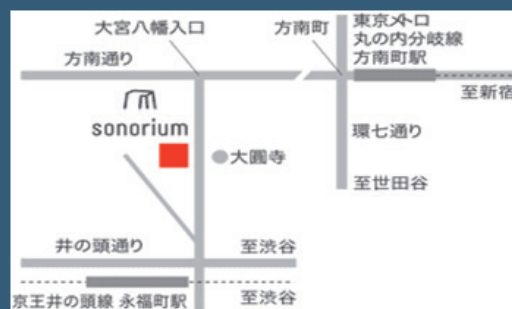 大宮八幡入口
方南町
東京メトロ
丸の内分岐線
方南町駅
方南通り
至新宿
sonorium
環七通り
大圓寺
至世田谷
井の頭通り
至渋谷
京王井の頭線 永福町駅
至渋谷